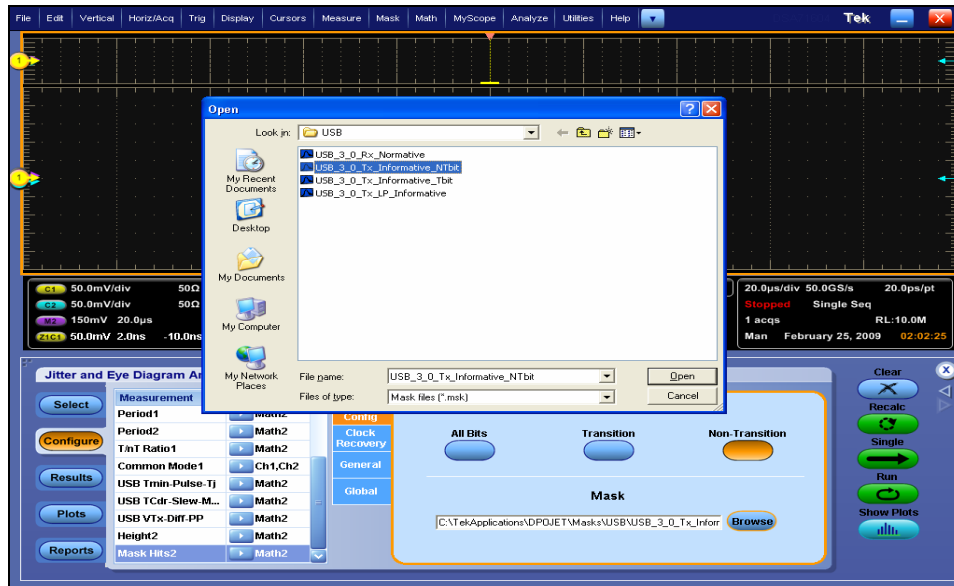 File Edit Vertical Horiz/Acq Trig Display Cursors Measure Mask Math MyScope Analyze Utilities Help Tek
1
Open
Look in: USB
USB_3_0_Rx_Normative
USB_3_0_Tx_Informative_NTbit
USB_3_0_Tx_Informative_Tbit
USB_3_0_Tx_LP_Informative
My Recent Documents
Desktop
My Documents
My Computer
My Network Places
File name: USB_3_0_Tx_Informative_NTbit Open
Files of type: Mask files (*.msk) Cancel
1
C1 50.0mV/div 50Ω
C2 50.0mV/div 50Ω
M2 150mV 20.0µs
Z1C1 50.0mV 2.0ns -10.0ns
20.0µs/div 50.0GS/s 20.0ps/pt
Stopped Single Seq
1 acqs RL:10.0M
Man February 25, 2009 02:02:25
Jitter and Eye Diagram An
Select
Configure
Results
Plots
Reports
Measurement
Period1 Math2
Period2 Math2
T/nT Ratio1 Math2
Common Mode1 Ch1,Ch2
USB Tmin-Pulse-Tj Math2
USB TCdr-Slew-M... Math2
USB VTx-Diff-PP Math2
Height2 Math2
Mask Hits2 Math2
Config
Clock Recovery
General
Global
All Bits Transition Non-Transition
Mask
C:\TekApplications\DPOJET\Masks\USB\USB_3_0_Tx_Inforr Browse
Clear
Recalc
Single
Run
Show Plots